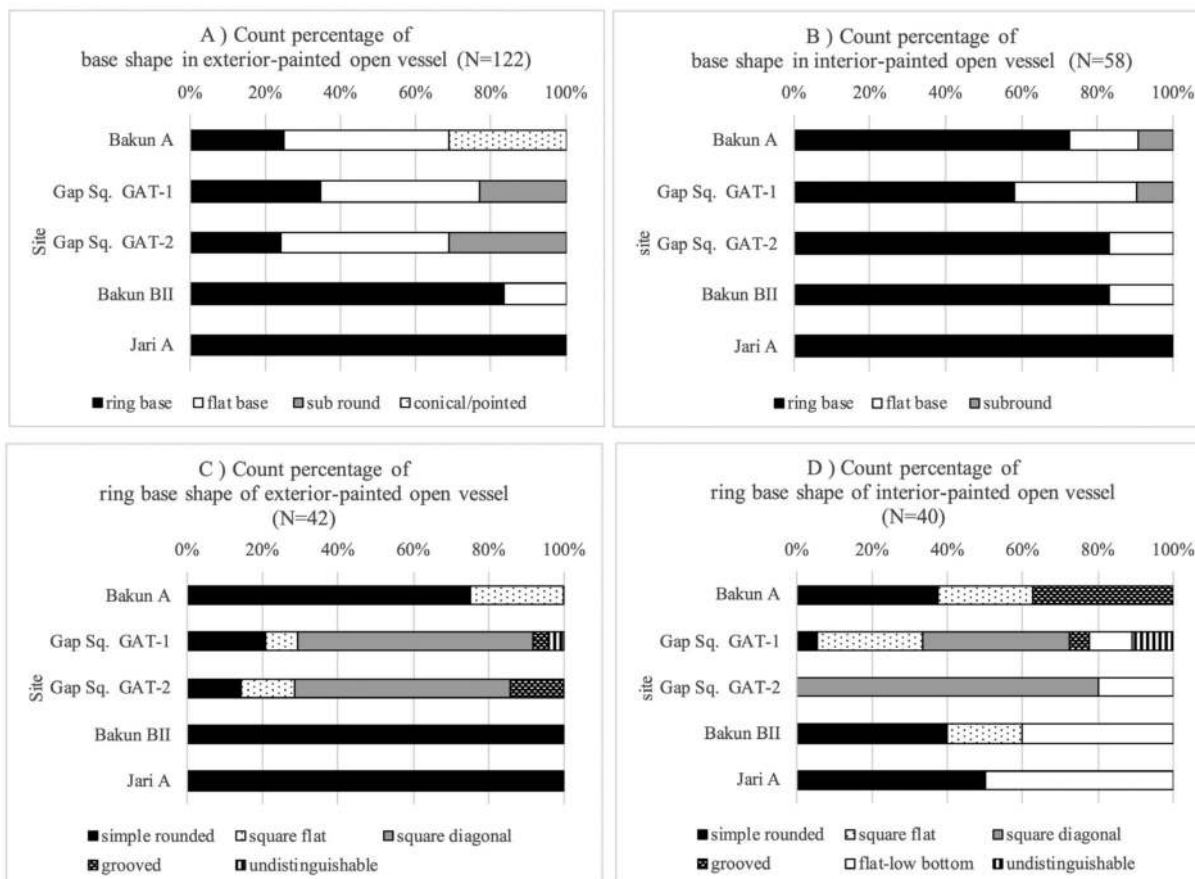 A ) Count percentage of
base shape in exterior-painted open vessel (N=122)
0% 20% 40% 60% 80% 100%
Bakun A
Gap Sq. GAT-1
Gap Sq. GAT-2
Bakun BII
Jari A
Site
ring base flat base sub round conical/pointed
B ) Count percentage of
base shape in interior-painted open vessel (N=58)
0% 20% 40% 60% 80% 100%
Bakun A
Gap Sq. GAT-1
Gap Sq. GAT-2
Bakun BII
Jari A
site
ring base flat base subround
C ) Count percentage of
ring base shape of exterior-painted open vessel
(N=42)
0% 20% 40% 60% 80% 100%
Bakun A
Gap Sq. GAT-1
Gap Sq. GAT-2
Bakun BII
Jari A
Site
simple rounded square flat square diagonal
grooved undistinguishable
D ) Count percentage of
ring base shape of interior-painted open vessel
(N=40)
0% 20% 40% 60% 80% 100%
Bakun A
Gap Sq. GAT-1
Gap Sq. GAT-2
Bakun BII
Jari A
site
simple rounded square flat square diagonal
grooved flat-low bottom undistinguishable